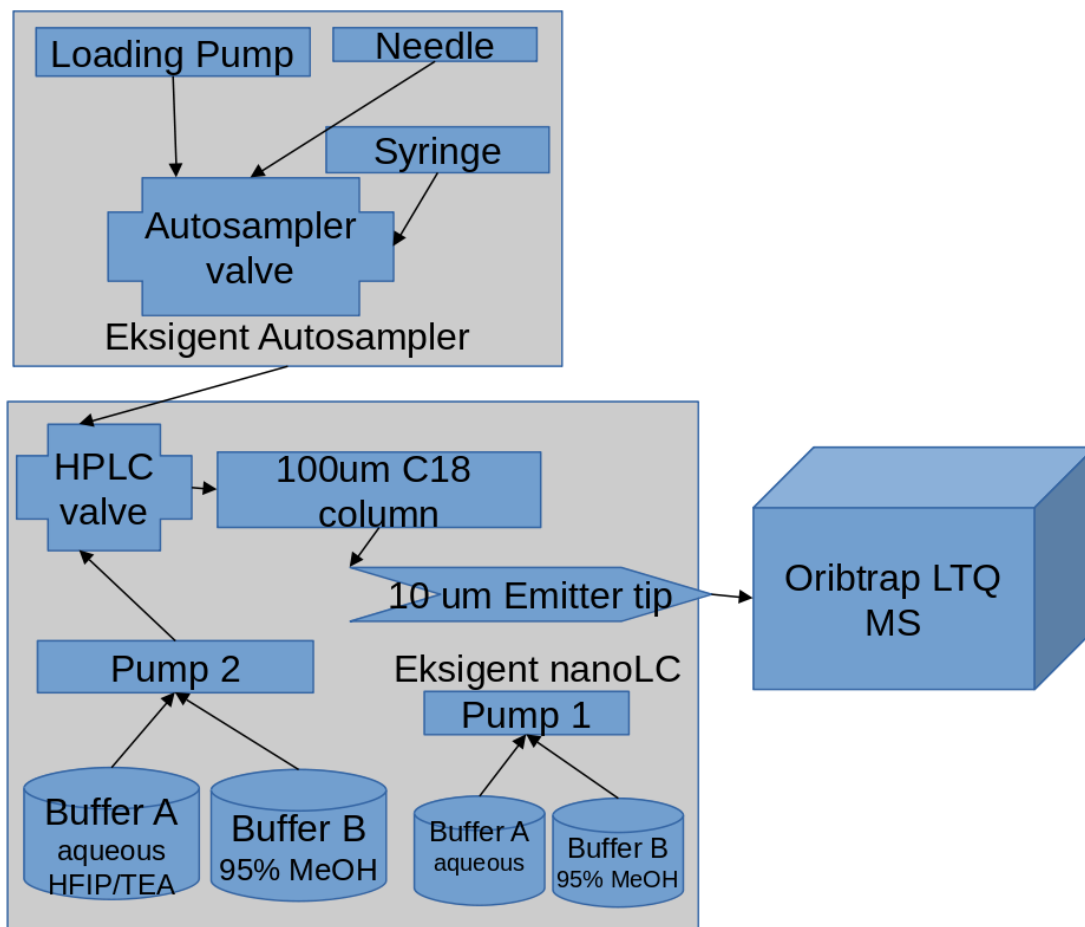 Loading Pump
Needle
Syringe
Autosampler
valve
Eksigent Autosampler
HPLC
valve
100um C18
column
10 um Emitter tip
Oribtrap LTQ
MS
Pump 2
Eksigent nanoLC
Pump 1
Buffer A
aqueous
HFIP/TEA
Buffer B
95% MeOH
Buffer A
aqueous
Buffer B
95% MeOH